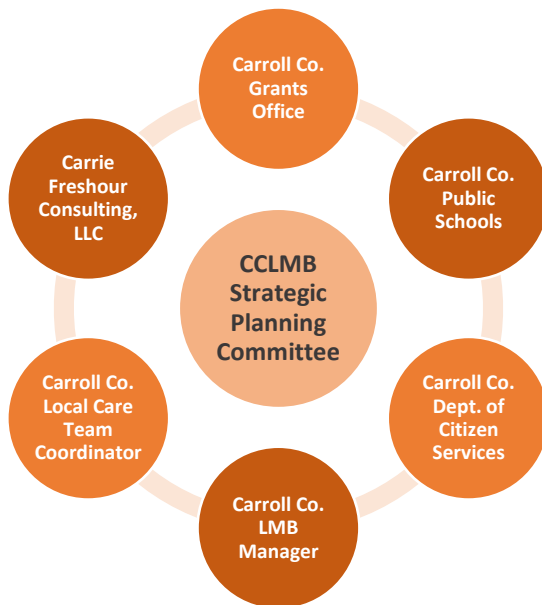 Carroll Co.
Grants
Office
Carrie
Freshour
Consulting,
LLC
Carroll Co.
Public
Schools
CCLMB
Strategic
Planning
Committee
Carroll Co.
Local Care
Team
Coordinator
Carroll Co.
Dept. of
Citizen
Services
Carroll Co.
LMB
Manager